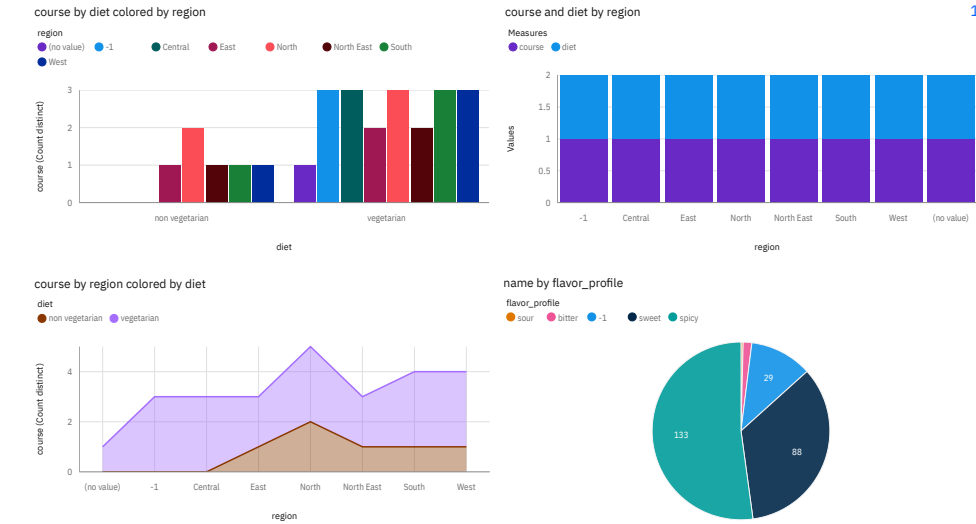 course by diet colored by region
region
(no value) -1 Central East North North East South
West
3
2
1
0
course (Count distinct)
non vegetarian vegetarian
diet
course and diet by region
1
Measures
course diet
2
1.5
1
0.5
0
Values
-1 Central East North North East South West (no value)
region
course by region colored by diet
diet
non vegetarian vegetarian
4
2
0
course (Count distinct)
(no value) -1 Central East North North East South West
region
name by flavor_profile
flavor_profile
sour bitter -1 sweet spicy
29
133
88